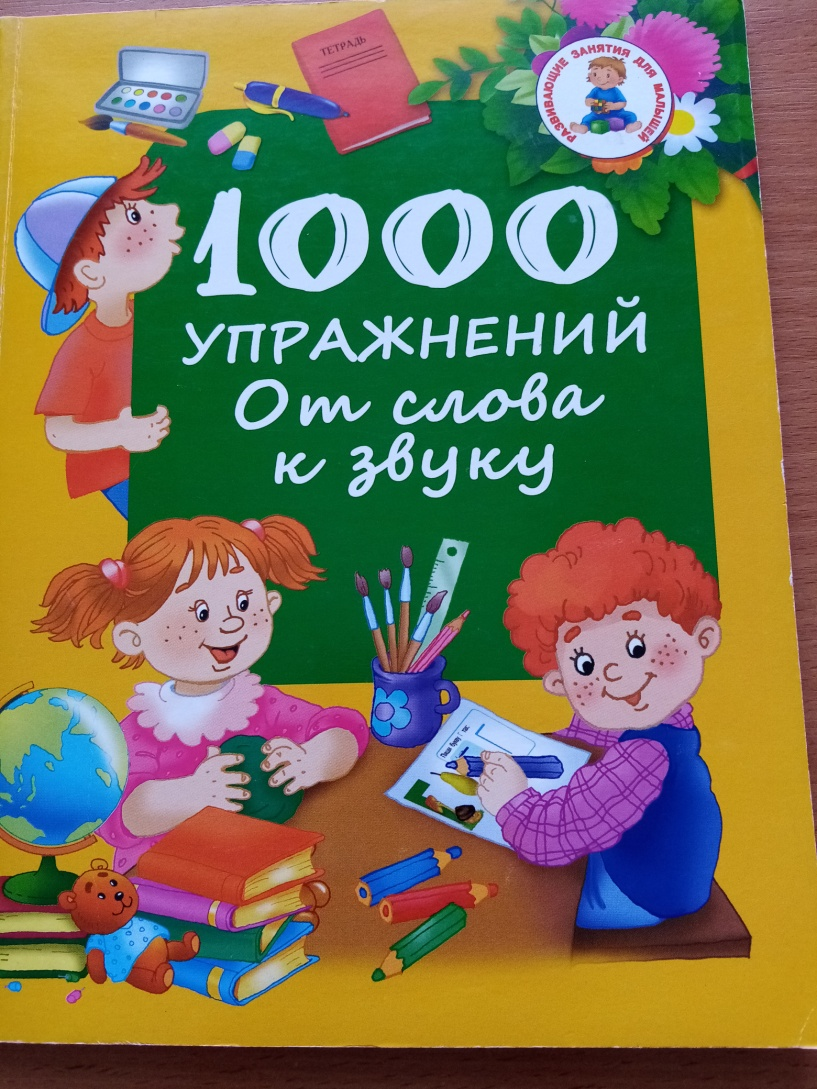 ТЕТРАДЬ
РАЗВИВАЮЩИЕ ЗАНЯТИЯ ДЛЯ МАЛЫШЕЙ
1000
УПРАЖНЕНИЙ
От слова
к звуку